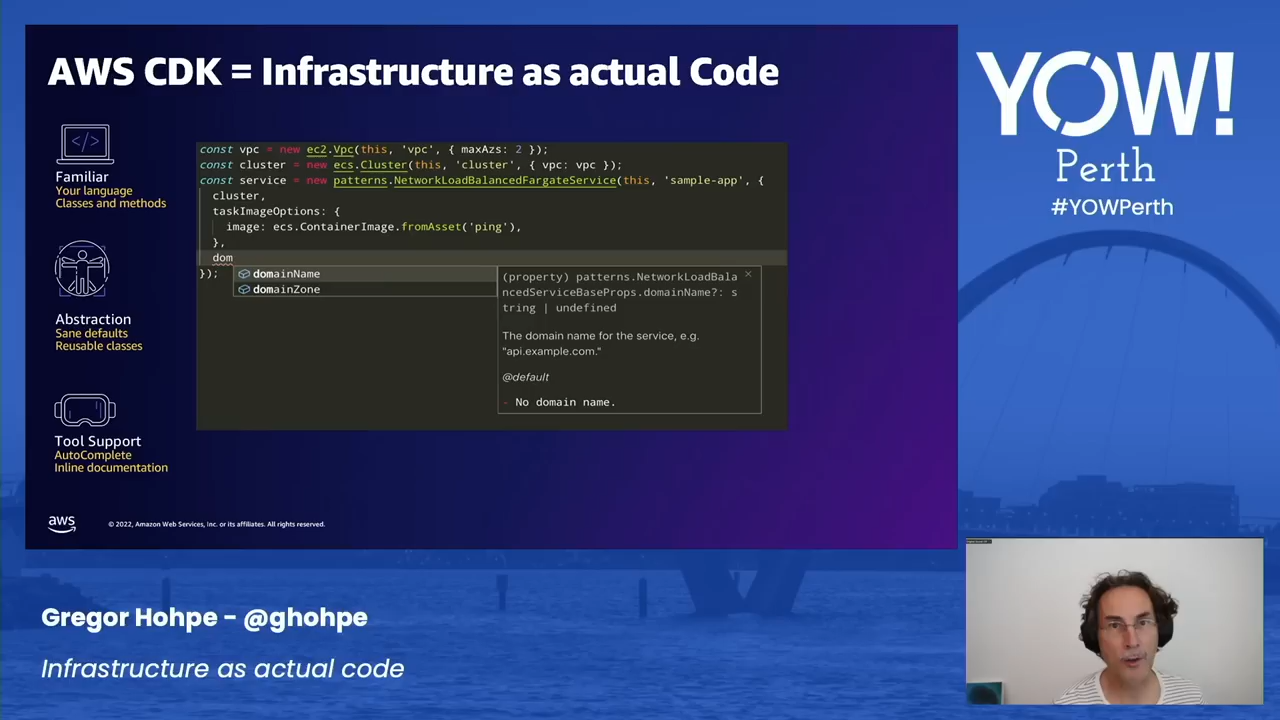 AWS CDK = Infrastructure as actual Code
</>
Familiar
Your language
Classes and methods
Abstraction
Sane defaults
Reusable classes
Tool Support
AutoComplete
Inline documentation
const vpc = new ec2.Vpc(this, 'vpc', { maxAzs: 2 });
const cluster = new ecs.Cluster(this, 'cluster', { vpc: vpc });
const service = new patterns.NetworkLoadBalancedFargateService(this, 'sample-app', {
cluster,
taskImageOptions: {
image: ecs.ContainerImage.fromAsset('ping'),
},
dom
});
domainName
domainZone
(property) patterns.NetworkLoadBala
ncedServiceBaseProps.domainName?: s
tring | undefined
The domain name for the service, e.g.
"api.example.com."
@default
- No domain name.
aws
© 2022, Amazon Web Services, Inc. or its affiliates. All rights reserved.
YOW!
Perth
#YOWPerth
Gregor Hohpe – @ghohpe
Infrastructure as actual code